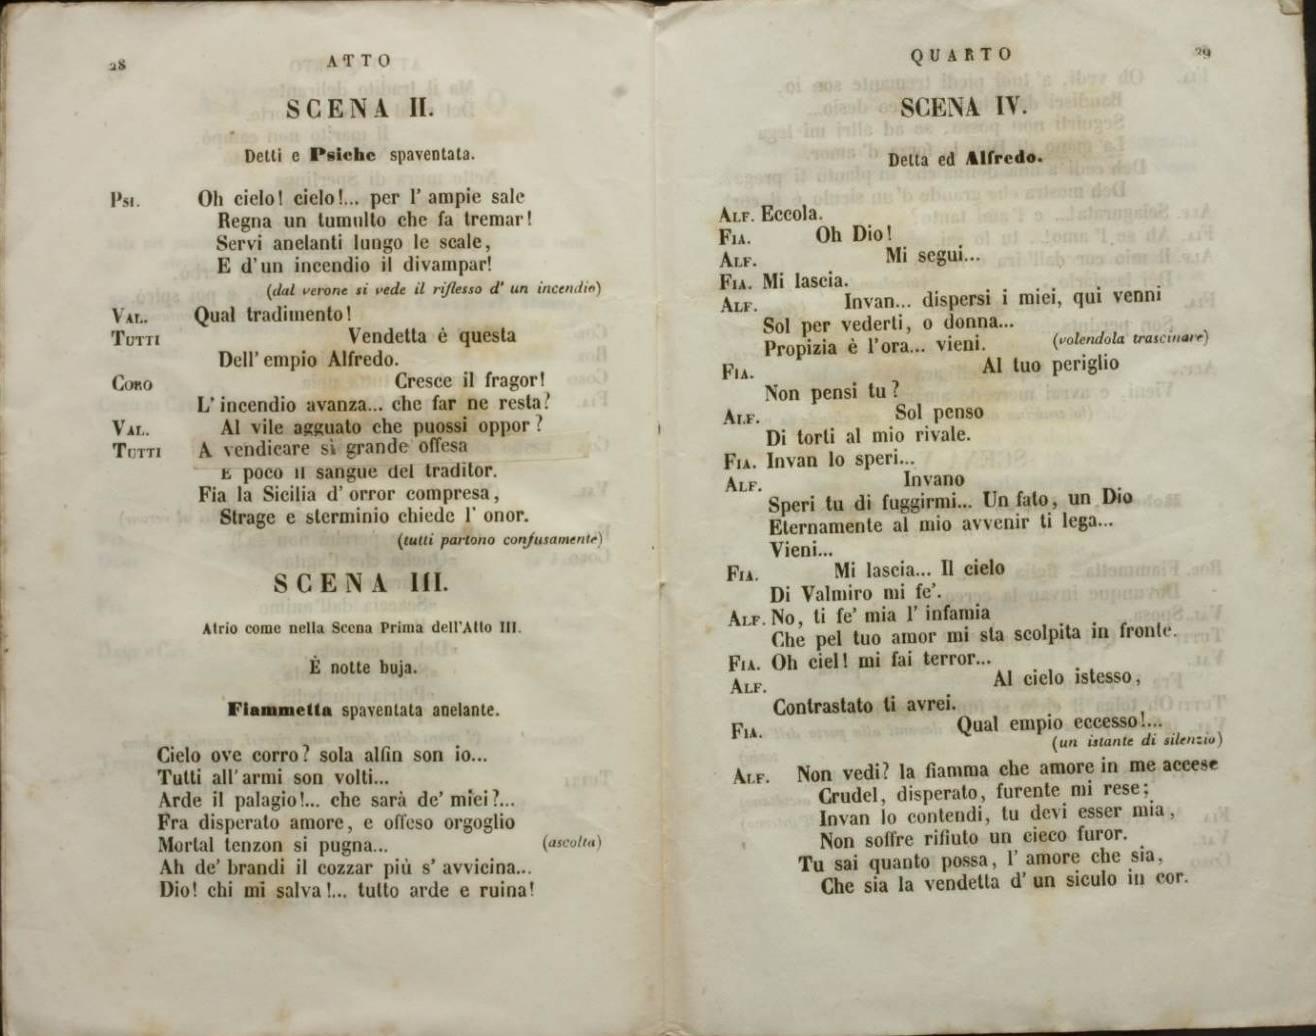 28
ATTO
SCENA II.
Detti e Psiche spaventata.
Psi. Oh cielo! cielo!... per l' ampie sale
Regna un tumulto che fa tremar!
Servi anelanti lungo le scale,
E d'un incendio il divampar!
(dal verone si vede il riflesso d' un incendio)
Val. Qual tradimento!
Tutti Vendetta è questa
Dell' empio Alfredo.
Coro Cresce il fragor!
L' incendio avanza... che far ne resta?
Val. Al vile agguato che puossi oppor?
Tutti A vendicare sì grande offesa
È poco il sangue del traditor.
Fia la Sicilia d' orror compresa,
Strage e sterminio chiede l' onor.
(tutti partono confusamente)
SCENA III.
Atrio come nella Scena Prima dell'Atto III.
È notte buja.
Fiammetta spaventata anelante.
Cielo ove corro? sola alfin son io...
Tutti all' armi son volti...
Arde il palagio!... che sarà de' miei?...
Fra disperato amore, e offeso orgoglio
Mortal tenzon si pugna... (ascolta)
Ah de' brandi il cozzar più s' avvicina...
Dio! chi mi salva!... tutto arde e ruina!
QUARTO
29
SCENA IV.
Detta ed Alfredo.
Alf. Eccola.
Fia. Oh Dio!
Alf. Mi segui...
Fia. Mi lascia.
Alf. Invan... dispersi i miei, qui venni
Sol per vederti, o donna...
Propizia è l'ora... vieni. (volendola trascinare)
Fia. Al tuo periglio
Non pensi tu?
Alf. Sol penso
Di torti al mio rivale.
Fia. Invan lo speri...
Alf. Invano
Speri tu di fuggirmi... Un fato, un Dio
Eternamente al mio avvenir ti lega...
Vieni...
Fia. Mi lascia... Il cielo
Di Valmiro mi fe'.
Alf. No, ti fe' mia l' infamia
Che pel tuo amor mi sta scolpita in fronte.
Fia. Oh ciel! mi fai terror...
Alf. Al cielo istesso,
Contrastato ti avrei.
Fia. Qual empio eccesso!...
(un istante di silenzio)
Alf. Non vedi? la fiamma che amore in me accese
Crudel, disperato, furente mi rese;
Invan lo contendi, tu devi esser mia,
Non soffre rifiuto un cieco furor.
Tu sai quanto possa, l' amore che sia,
Che sia la vendetta d' un siculo in cor.